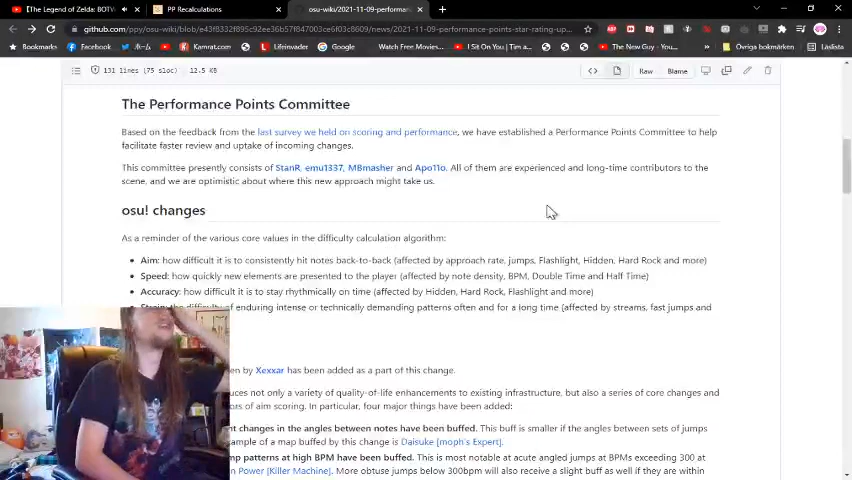 【The Legend of Zelda: BOTV
PP Recalculations
osu-wiki/2021-11-09-performan
github.com/ppy/osu-wiki/blob/e43f8332f895c92ee36b57df847003ce6f03c8609/news/2021-11-09-performance-points-star-rating-up...
Bookmarks Facebook Kamrat.com Lifeinvader Google Watch Free Movies... I Sit On You | Tim a... The New Guy - You... Övriga bokmärken Läslista
131 lines (75 sloc) 12.5 KB Raw Blame
The Performance Points Committee
Based on the feedback from the last survey we held on scoring and performance, we have established a Performance Points Committee to help
facilitate faster review and uptake of incoming changes.
This committee presently consists of StanR, emu1337, MBmasher and Apo11o. All of them are experienced and long-time contributors to the
scene, and we are optimistic about where this new approach might take us.
osu! changes
As a reminder of the various core values in the difficulty calculation algorithm:
Aim: how difficult it is to consistently hit notes back-to-back (affected by approach rate, jumps, Flashlight, Hidden, Hard Rock and more)
Speed: how quickly new elements are presented to the player (affected by note density, BPM, Double Time and Half Time)
Accuracy: how difficult it is to stay rhythmically on time (affected by Hidden, Hard Rock, Flashlight and more)
Strain: the difficulty of enduring intense or technically demanding patterns often and for a long time (affected by streams, fast jumps and
en by Xexxar has been added as a part of this change.
uces not only a variety of quality-of-life enhancements to existing infrastructure, but also a series of core changes and
ors of aim scoring. In particular, four major things have been added:
nt changes in the angles between notes have been buffed. This buff is smaller if the angles between sets of jumps
ample of a map buffed by this change is Daisuke [moph's Expert].
mp patterns at high BPM have been buffed. This is most notable at acute angled jumps at BPMs exceeding 300 at
n Power [Killer Machine]. More obtuse jumps below 300bpm will also receive a slight buff as well if they are within